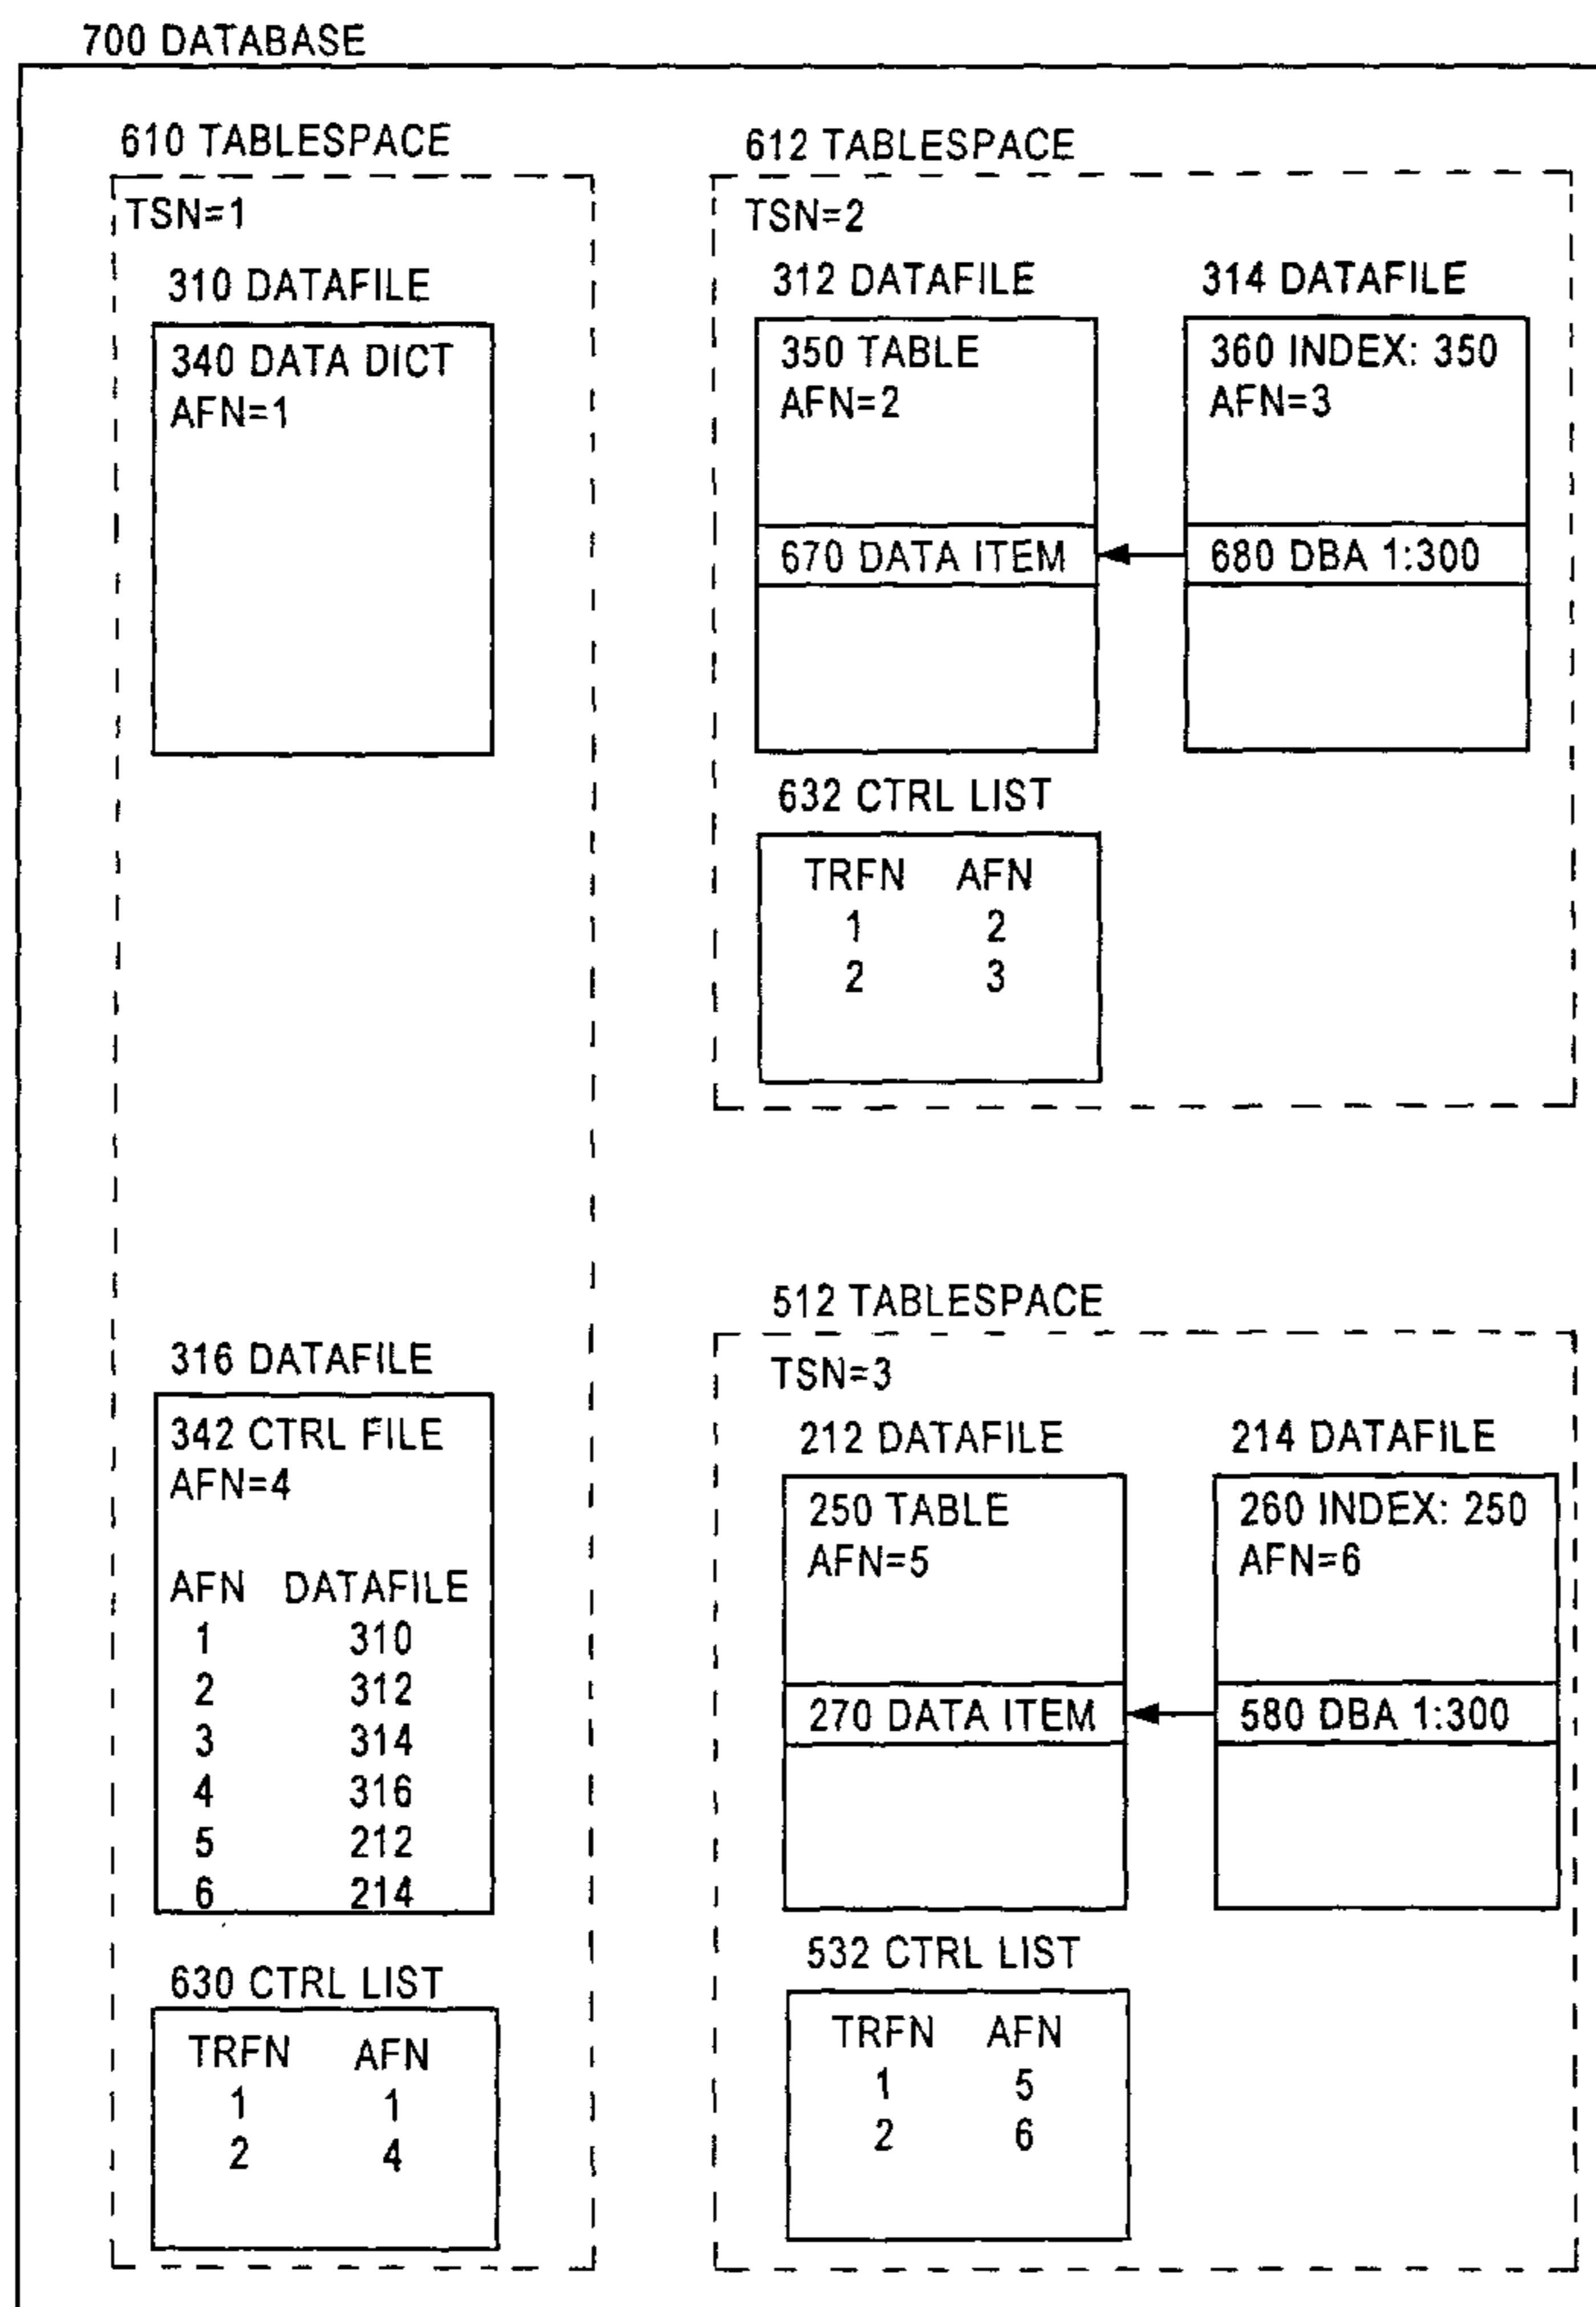 700 DATABASE
610 TABLESPACE
TSN=1
310 DATAFILE
340 DATA DICT
AFN=1
316 DATAFILE
342 CTRL FILE
AFN=4
AFN DATAFILE
1 310
2 312
3 314
4 316
5 212
6 214
630 CTRL LIST
TRFN AFN
1 1
2 4
612 TABLESPACE
TSN=2
312 DATAFILE
350 TABLE
AFN=2
670 DATA ITEM
314 DATAFILE
360 INDEX: 350
AFN=3
680 DBA 1:300
632 CTRL LIST
TRFN AFN
1 2
2 3
512 TABLESPACE
TSN=3
212 DATAFILE
250 TABLE
AFN=5
270 DATA ITEM
214 DATAFILE
260 INDEX: 250
AFN=6
580 DBA 1:300
532 CTRL LIST
TRFN AFN
1 5
2 6